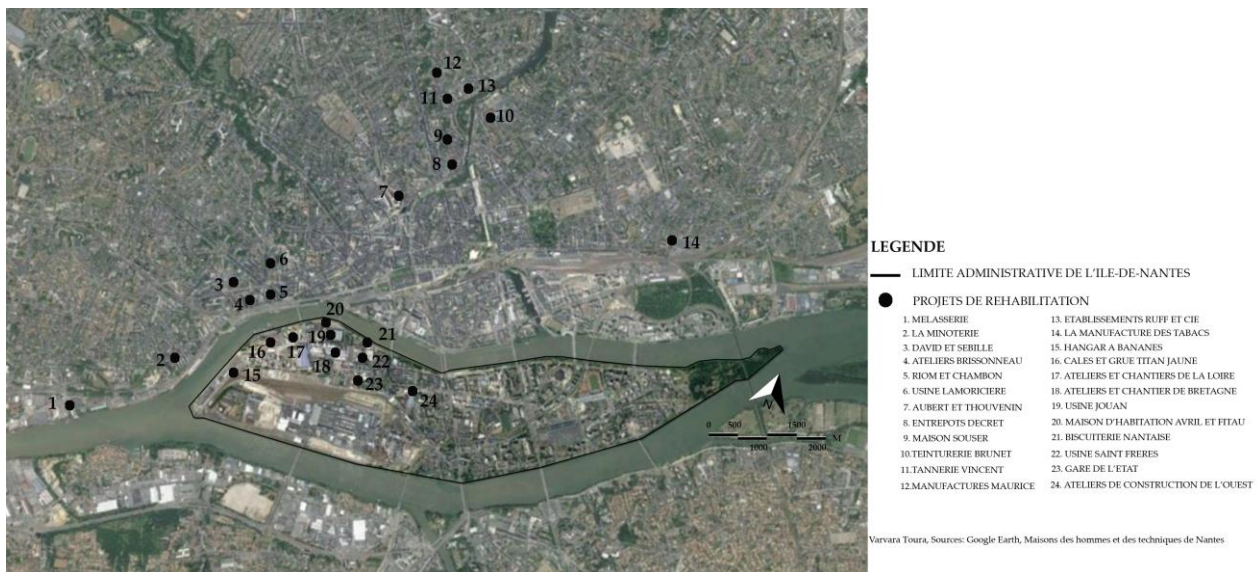 12
13
11
10
9
8
7
14
6
3
5
4
20
21
19
16
17
18
22
2
15
23
24
1
N
0 500 1500
M
1000 2000
LEGENDE
LIMITE ADMINISTRATIVE DE L'ILE-DE-NANTES
PROJETS DE REHABILITATION
1. MELASSERIE
2. LA MINOTERIE
3. DAVID ET SEBILLE
4. ATELIERS BRISSONNEAU
5. RIOM ET CHAMBON
6. USINE LAMORICIERE
7. AUBERT ET THOUVENIN
8. ENTREPOTS DECRET
9. MAISON SOUSER
10.TEINTURERIE BRUNET
11.TANNERIE VINCENT
12.MANUFACTURES MAURICE
13. ETABLISSEMENTS RUFF ET CIE
14. LA MANUFACTURE DES TABACS
15. HANGAR A BANANES
16. CALES ET GRUE TITAN JAUNE
17. ATELIERS ET CHANTIERS DE LA LOIRE
18. ATELIERS ET CHANTIER DE BRETAGNE
19. USINE JOUAN
20. MAISON D'HABITATION AVRIL ET FITAU
21. BISCUITERIE NANTAISE
22. USINE SAINT FRERES
23. GARE DE L'ETAT
24. ATELIERS DE CONSTRUCTION DE L'OUEST
Varvara Toura, Sources: Google Earth, Maisons des hommes et des techniques de Nantes